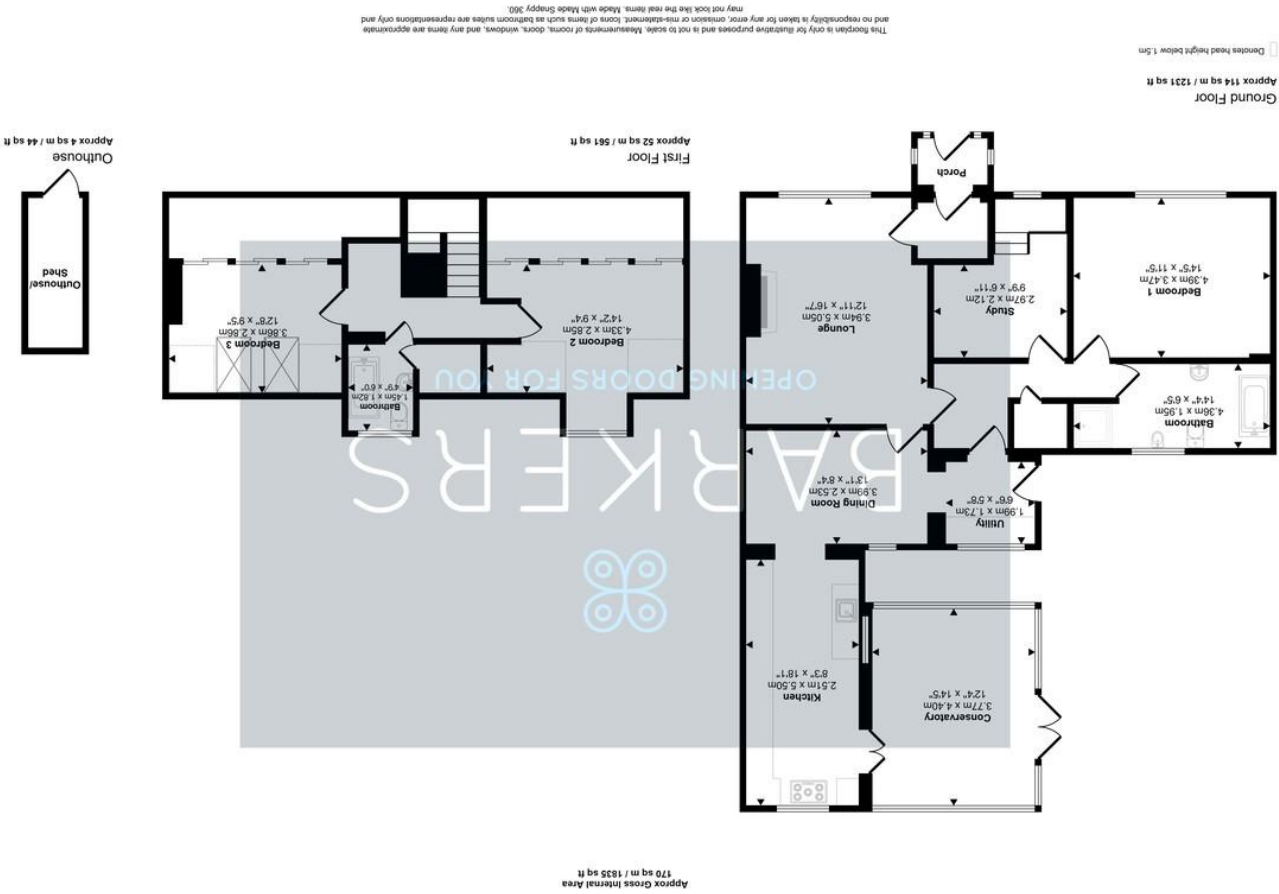 Approx Gross Internal Area
170 sq m / 1835 sq ft
Conservatory
3.77m x 4.40m
12'4" x 14'5"
Kitchen
2.51m x 5.50m
8'3" x 18'1"
Utility
1.99m x 1.73m
6'6" x 5'8"
Dining Room
3.99m x 2.53m
13'1" x 8'4"
BARKERS
OPENING DOORS FOR YOU
Bathroom
4.36m x 1.95m
14'4" x 6'5"
Lounge
3.94m x 5.05m
12'11" x 16'7"
Study
2.97m x 2.12m
9'9" x 6'11"
Bedroom 1
4.39m x 3.47m
14'5" x 11'5"
Porch
Ground Floor
Approx 114 sq m / 1231 sq ft
Bathroom
1.45m x 1.82m
4'9" x 6'0"
Bedroom 2
4.33m x 2.85m
14'2" x 9'4"
Bedroom 3
3.86m x 2.86m
12'8" x 9'5"
First Floor
Approx 52 sq m / 561 sq ft
Outhouse/
Shed
Outhouse
Approx 4 sq m / 44 sq ft
Denotes head height below 1.5m
This floorplan is only for illustrative purposes and is not to scale. Measurements of rooms, doors, windows, and any items are approximate
and no responsibility is taken for any error, omission or mis-statement. Icons of items such as bathroom suites are representations only and
may not look like the real items. Made with Made Snappy 360.